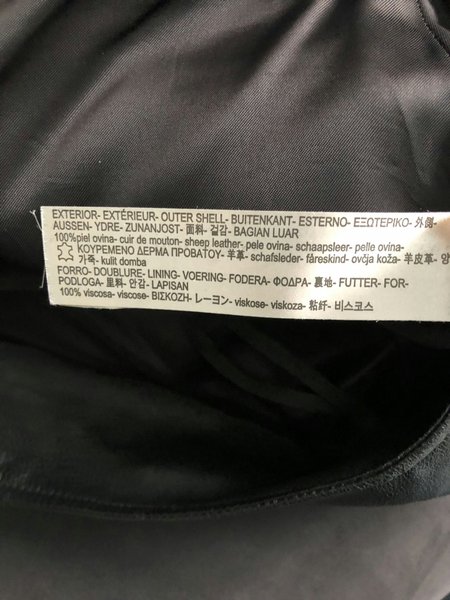 EXTERIOR- EXTÉRIEUR- OUTER SHELL- BUITENKANT- ESTERNO- ΕΞΩΤΕΡΙΚΟ- 外側-
AUSSEN- YDRE- ZUNANJOST- 面料- 겉감- BAGIAN LUAR
100%piel ovina- cuir de mouton- sheep leather- pele ovina- schaapsleer- pelle ovina-
ΚΟΥΡΕΜΕΝΟ ΔΕΡΜΑ ΠΡΟΒΑΤΟΥ- 羊革- schafsleder- fåreskind- ovčja koža- 羊皮革- 양
가죽- kulit domba
FORRO- DOUBLURE- LINING- VOERING- FODERA- ΦΟΔΡΑ- 裏地- FUTTER- FOR-
PODLOGA- 里料- 안감- LAPISAN
100% viscosa- viscose- ΒΙΣΚΟΖΗ- レーヨン- viskose- viskoza- 粘纤- 비스코스